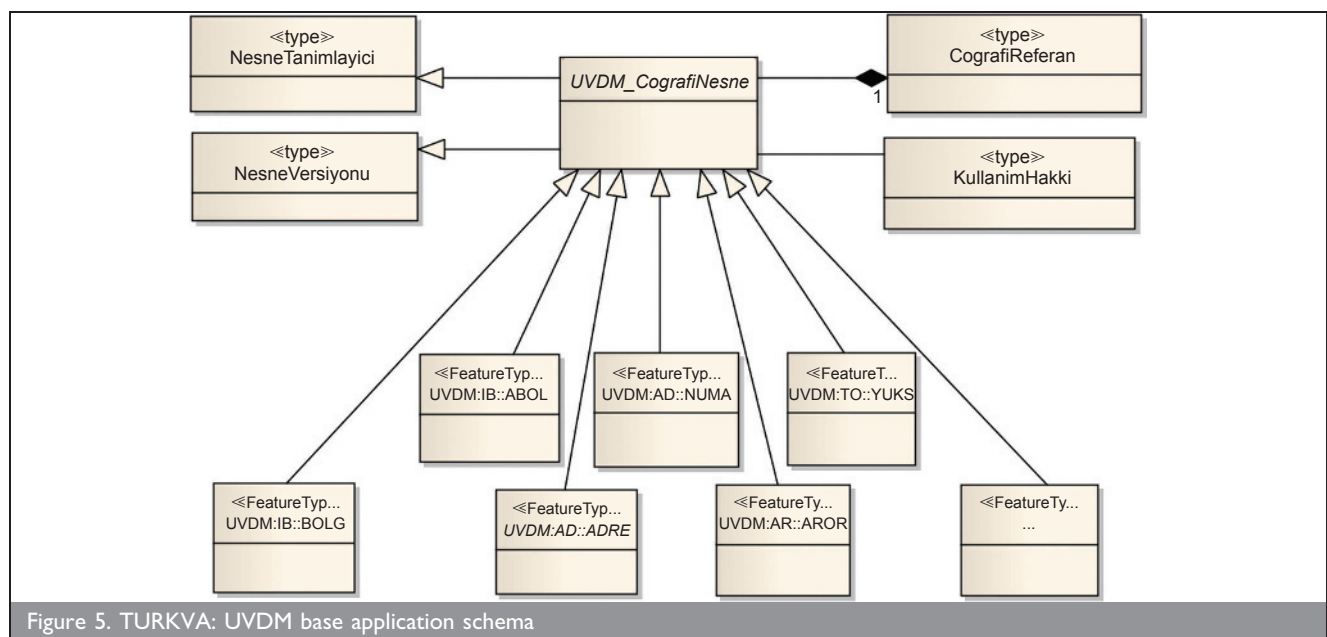 ≪type≫
NesneTanimlayici
UVDM_CografiNesne
≪type≫
CografiReferan
1
≪type≫
NesneVersiyonu
≪type≫
KullanimHakki
≪FeatureTyp...
UVDM:IB::ABOL
≪FeatureTyp...
UVDM:AD::NUMA
≪FeatureT...
UVDM:TO::YUKS
≪FeatureTyp...
UVDM:IB::BOLG
≪FeatureTyp...
UVDM:AD::ADRE
≪FeatureTy...
UVDM:AR::AROR
≪FeatureTy...
...
Figure 5. TURKVA: UVDM base application schema